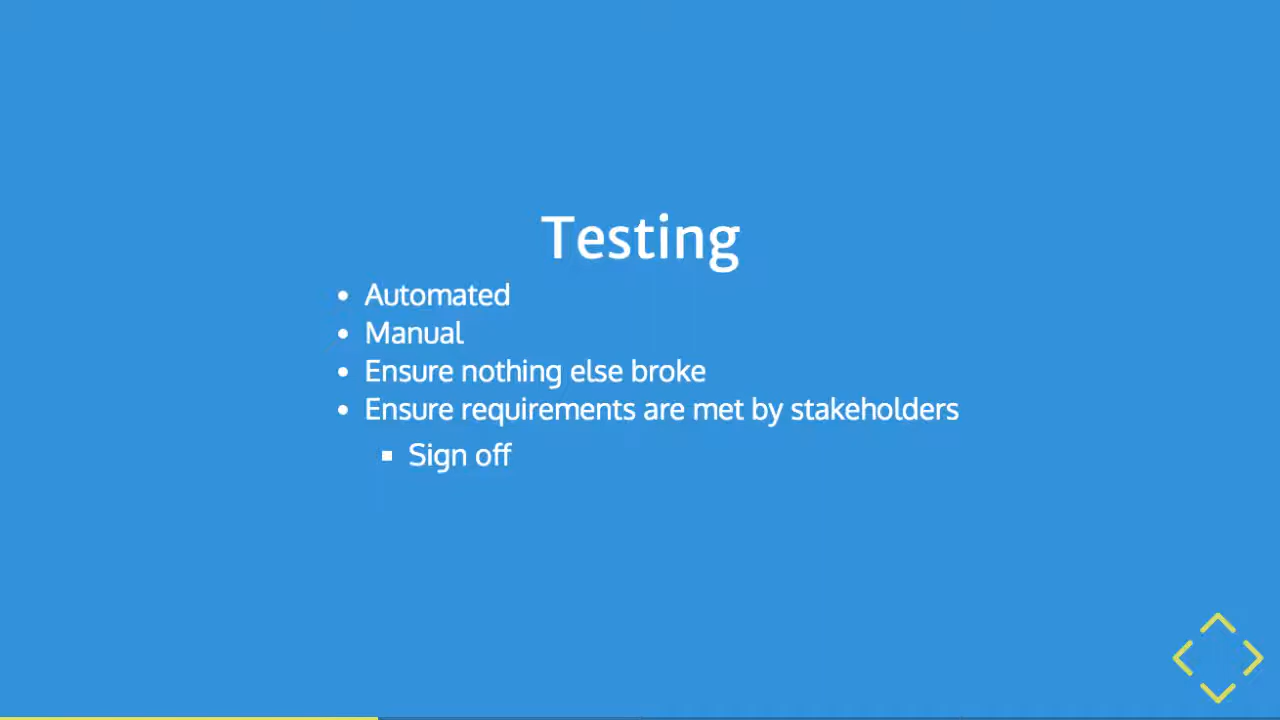 Testing
Automated
Manual
Ensure nothing else broke
Ensure requirements are met by stakeholders
Sign off